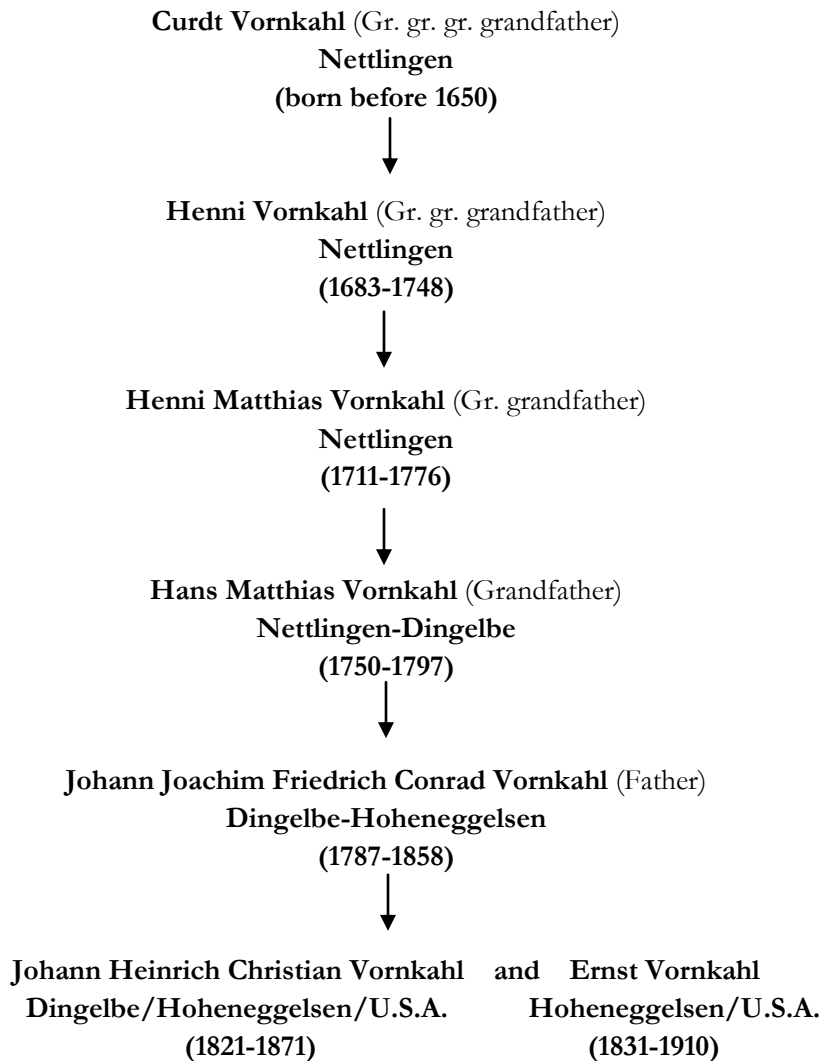 Curdt Vornkahl (Gr. gr. gr. grandfather)
Nettlingen
(born before 1650)
Henni Vornkahl (Gr. gr. grandfather)
Nettlingen
(1683-1748)
Henni Matthias Vornkahl (Gr. grandfather)
Nettlingen
(1711-1776)
Hans Matthias Vornkahl (Grandfather)
Nettlingen-Dingelbe
(1750-1797)
Johann Joachim Friedrich Conrad Vornkahl (Father)
Dingelbe-Hoheneggelsen
(1787-1858)
Johann Heinrich Christian Vornkahl and Ernst Vornkahl
Dingelbe/Hoheneggelsen/U.S.A. Hoheneggelsen/U.S.A.
(1821-1871) (1831-1910)